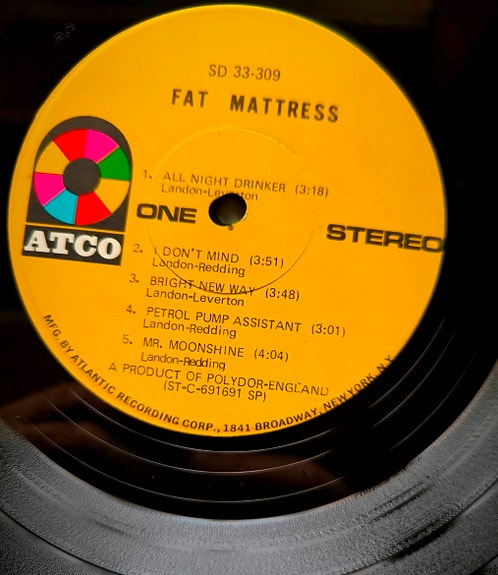 SD 33-309
FAT MATTRESS
1. ALL NIGHT DRINKER (3:18)
Landon-Leverton
ONE
STEREO
ATCO
2. I DON'T MIND (3:51)
Landon-Redding
3. BRIGHT NEW WAY (3:48)
Landon-Leverton
4. PETROL PUMP ASSISTANT (3:01)
Landon-Redding
5. MR. MOONSHINE (4:04)
Landon-Redding
A PRODUCT OF POLYDOR-ENGLAND
(ST-C-691691 SP)
MFG. BY ATLANTIC RECORDING CORP., 1841 BROADWAY, NEW YORK, N.Y.